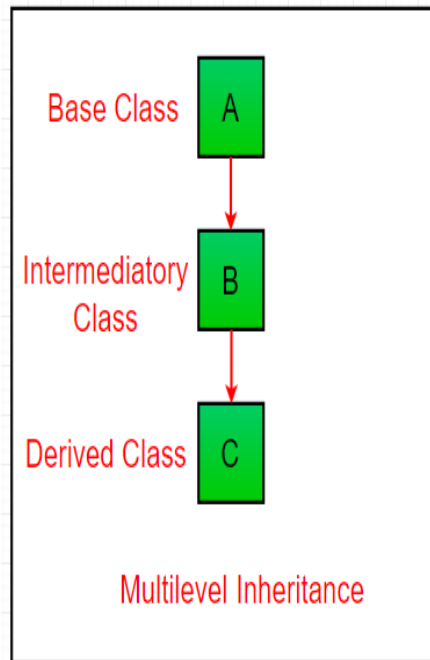 Base Class
A
Intermediatory
Class
B
Derived Class
C
Multilevel Inheritance